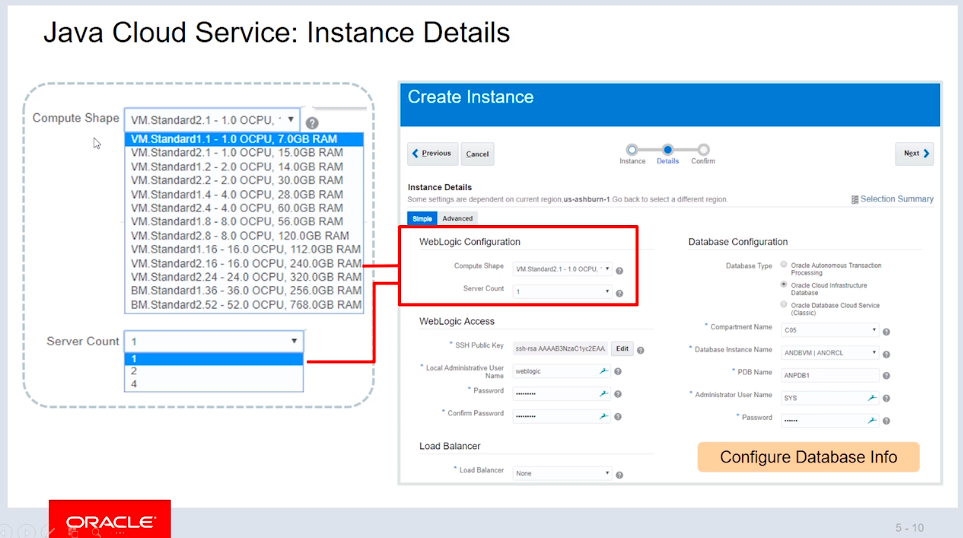 Java Cloud Service: Instance Details
Compute Shape
VM.Standard2.1 - 1.0 OCPU,
VM.Standard1.1 - 1.0 OCPU, 7.0GB RAM
VM.Standard2.1 - 1.0 OCPU, 15.0GB RAM
VM.Standard1.2 - 2.0 OCPU, 14.0GB RAM
VM.Standard2.2 - 2.0 OCPU, 30.0GB RAM
VM.Standard1.4 - 4.0 OCPU, 28.0GB RAM
VM.Standard2.4 - 4.0 OCPU, 60.0GB RAM
VM.Standard1.8 - 8.0 OCPU, 56.0GB RAM
VM.Standard2.8 - 8.0 OCPU, 120.0GB RAM
VM.Standard1.16 - 16.0 OCPU, 112.0GB RAM
VM.Standard2.16 - 16.0 OCPU, 240.0GB RAM
VM.Standard2.24 - 24.0 OCPU, 320.0GB RAM
BM.Standard1.36 - 36.0 OCPU, 256.0GB RAM
BM.Standard2.52 - 52.0 OCPU, 768.0GB RAM
Server Count
1
1
2
4
Create Instance
Previous
Cancel
Instance
Details
Confirm
Next
Instance Details
Some settings are dependent on current region,us-ashburn-1.Go back to select a different region.
Selection Summary
Simple
Advanced
WebLogic Configuration
Compute Shape
VM.Standard2.1 - 1.0 OCPU,
Server Count
1
WebLogic Access
* SSH Public Key
ssh-rsa AAAAB3NzaC1yc2EAA
Edit
* Local Administrative User
Name
weblogic
* Password
•••••••••
* Confirm Password
•••••••••
Load Balancer
* Load Balancer
None
Database Configuration
Database Type
Oracle Autonomous Transaction
Processing
Oracle Cloud Infrastructure
Database
Oracle Database Cloud Service
(Classic)
* Compartment Name
C05
* Database Instance Name
ANDBVM | ANORCL
* PDB Name
ANPDB1
* Administrator User Name
SYS
* Password
••••••
Configure Database Info
ORACLE
5 - 10